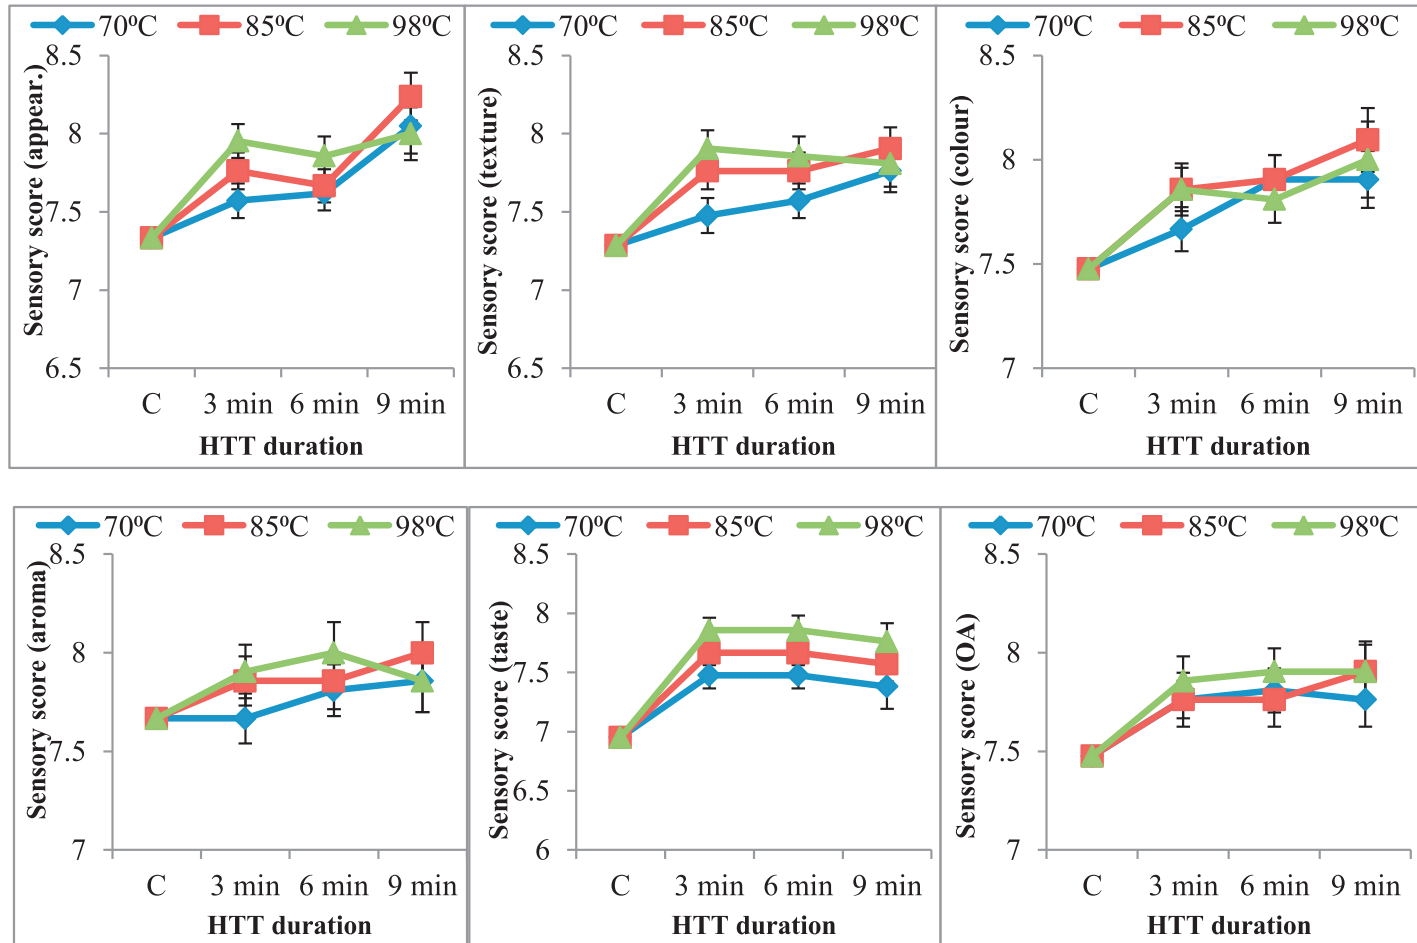 70ºC 85ºC 98ºC
8.5
8
7.5
7
6.5
Sensory score (appear.)
C 3 min 6 min 9 min
HTT duration
70ºC 85ºC 98ºC
8.5
8
7.5
7
6.5
Sensory score (texture)
C 3 min 6 min 9 min
HTT duration
70ºC 85ºC 98ºC
8.5
8
7.5
7
Sensory score (colour)
C 3 min 6 min 9 min
HTT duration
70ºC 85ºC 98ºC
8.5
8
7.5
7
Sensory score (aroma)
C 3 min 6 min 9 min
HTT duration
70ºC 85ºC 98ºC
8.5
8
7.5
7
6.5
6
Sensory score (taste)
C 3 min 6 min 9 min
HTT duration
70ºC 85ºC 98ºC
8.5
8
7.5
7
Sensory score (OA)
C 3 min 6 min 9 min
HTT duration